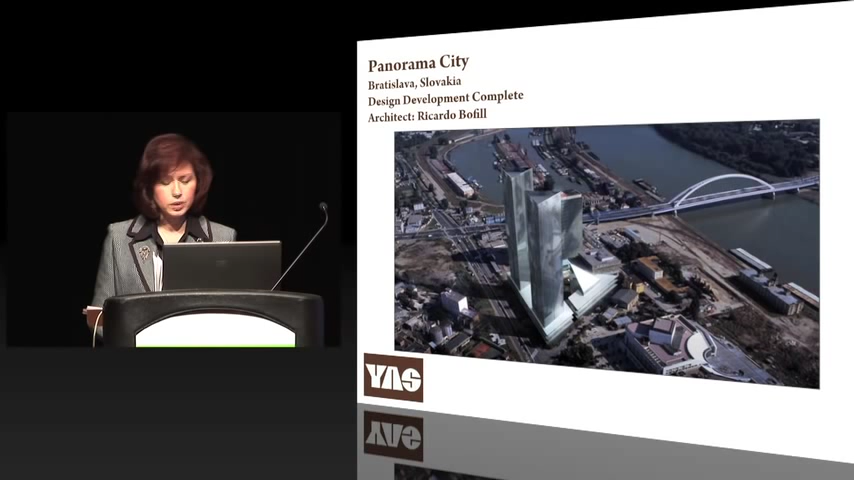 Panorama City
Bratislava, Slovakia
Design Development Complete
Architect: Ricardo Bofill
YAS